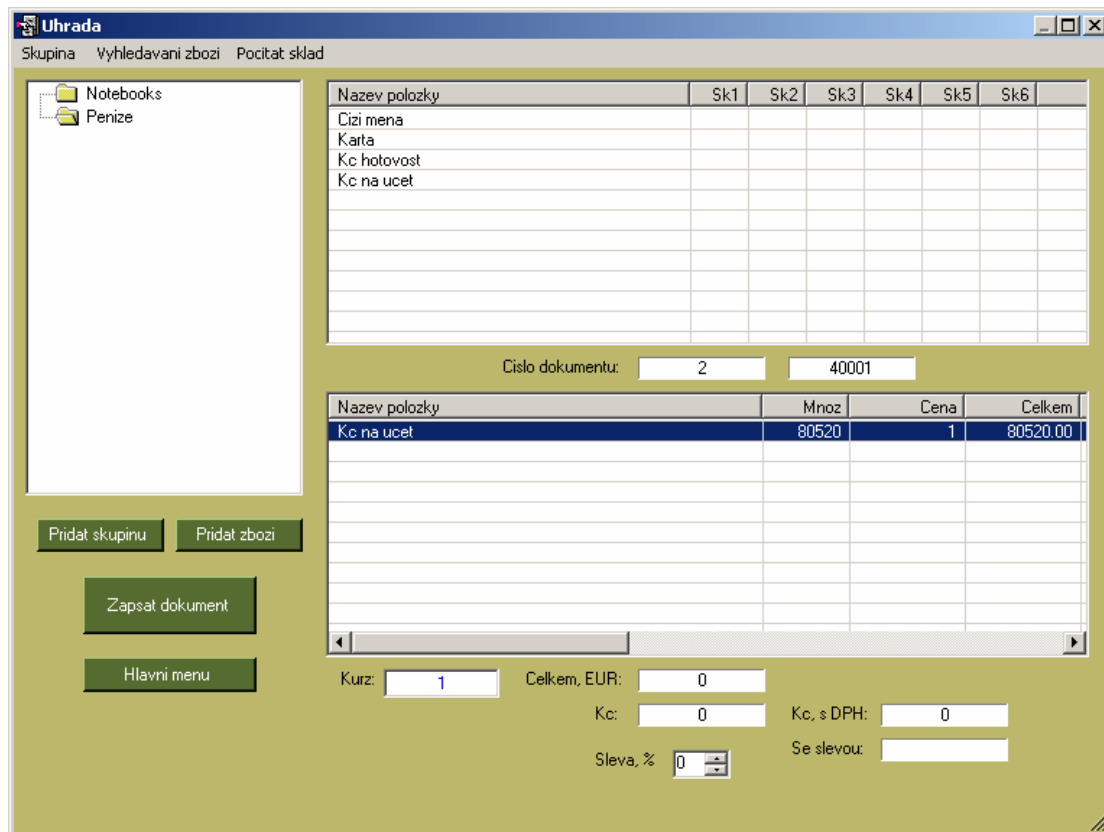 Uhrada
Skupina Vyhledavani zbozi Pocitat sklad
Notebooks
Penize
Nazev polozky Sk1 Sk2 Sk3 Sk4 Sk5 Sk6
Cizi mena
Karta
Kc hotovost
Kc na ucet
Cislo dokumentu: 2 40001
Nazev polozky Mnoz Cena Celkem
Kc na ucet 80520 1 80520.00
Pridat skupinu Pridat zbozi
Zapsat dokument
Hlavni menu
Kurz: 1 Celkem, EUR: 0
Kc: 0 Kc, s DPH: 0
Sleva, % 0 Se slevou: